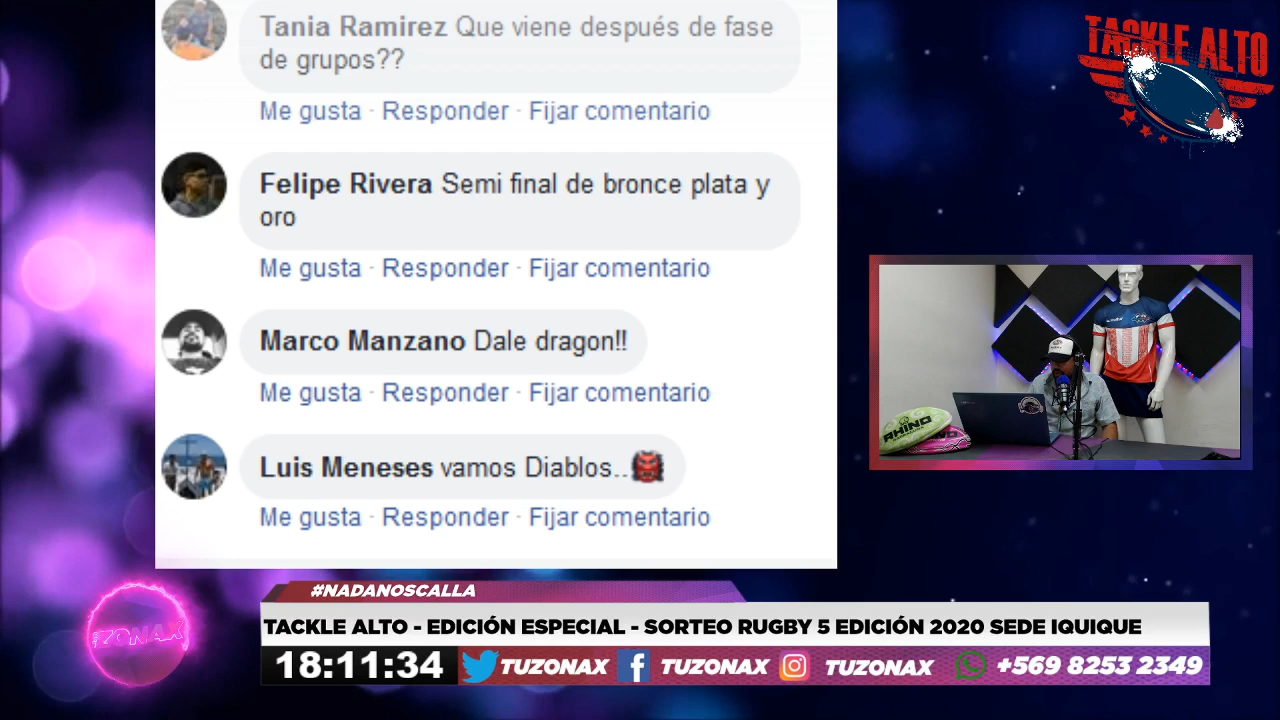 Tania Ramirez Que viene después de fase
de grupos??
Me gusta · Responder · Fijar comentario
TACKLE ALTO
Felipe Rivera Semi final de bronce plata y
oro
Me gusta · Responder · Fijar comentario
Marco Manzano Dale dragon!!
Me gusta · Responder · Fijar comentario
Luis Meneses vamos Diablos..👹
Me gusta · Responder · Fijar comentario
RHINO
#NADANOSCALLA
ZONAX
TACKLE ALTO - EDICIÓN ESPECIAL - SORTEO RUGBY 5 EDICIÓN 2020 SEDE IQUIQUE
18:11:34 TUZONAX TUZONAX TUZONAX +569 8253 2349